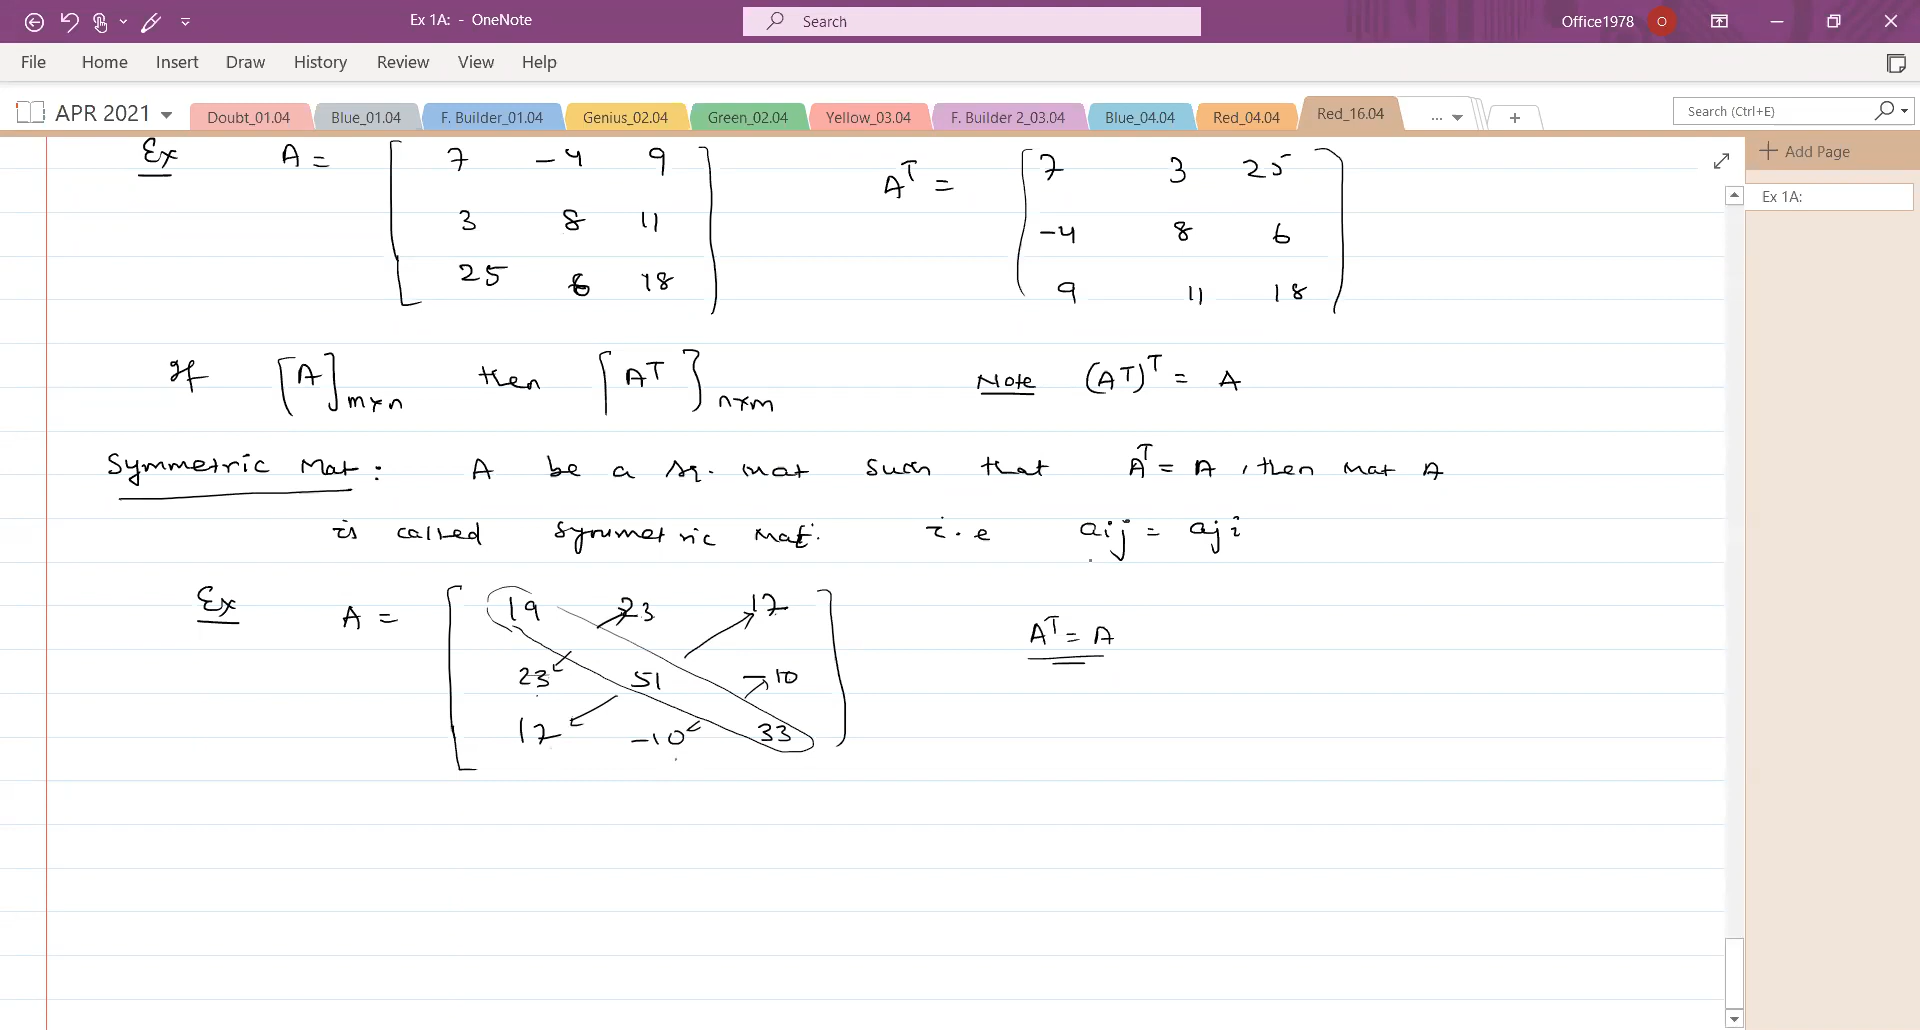 Ex 1A: - OneNote
Search
Office1978
O
File Home Insert Draw History Review View Help
APR 2021
Doubt_01.04 Blue_01.04 F. Builder_01.04 Genius_02.04 Green_02.04 Yellow_03.04 F. Builder 2_03.04 Blue_04.04 Red_04.04 Red_16.04 ... +
Search (Ctrl+E)
Add Page
Ex 1A:
Ex A = [ 7 -4 9
3 8 11
25 6 18 ]
A^T = [ 7 3 25
-4 8 6
9 11 18 ]
If [A]m×n then [AT]n×m Note (AT)^T = A
Symmetric Mat : A be a sq. mat such that A^T = A , then mat A
is called symmetric mat. i.e aij = aji
Ex A = [ 19 23 17
23 51 -10
17 -10 33 ]
A^T = A